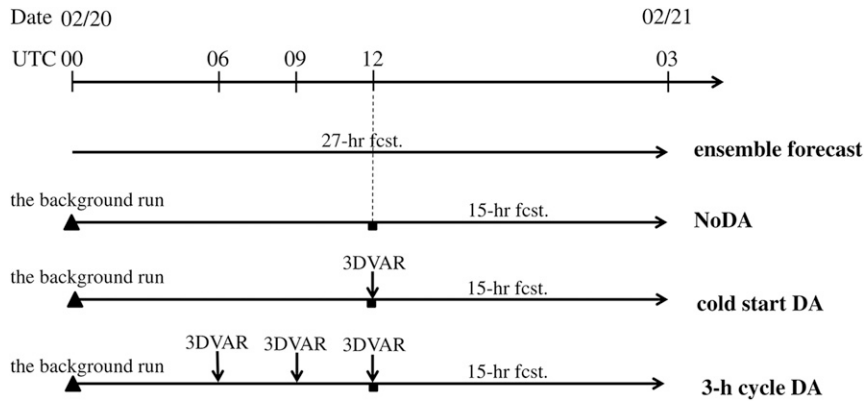 Date 02/20 02/21
UTC 00 06 09 12 03
27-hr fcst.
ensemble forecast
the background run
15-hr fcst.
NoDA
3DVAR
the background run
15-hr fcst.
cold start DA
3DVAR 3DVAR 3DVAR
the background run
15-hr fcst.
3-h cycle DA